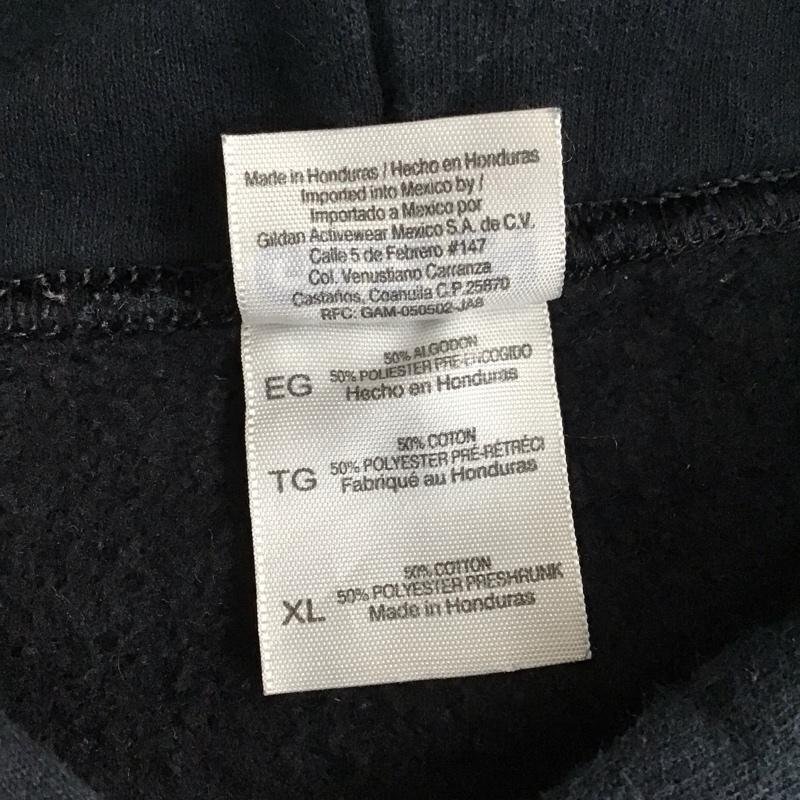 Made in Honduras / Hecho en Honduras
Imported into Mexico by /
Importado a Mexico por
Gildan Activewear Mexico S.A. de C.V.
Calle 5 de Febrero #147
Col. Venustiano Carranza
Castaños, Coahuila C.P.25870
RFC: GAM-050502-JA8
50% ALGODON
EG 50% POLIESTER PRE-ENCOGIDO
Hecho en Honduras
50% COTON
TG 50% POLYESTER PRÉ-RÉTRÉCI
Fabriqué au Honduras
50% COTTON
XL 50% POLYESTER PRESHRUNK
Made in Honduras